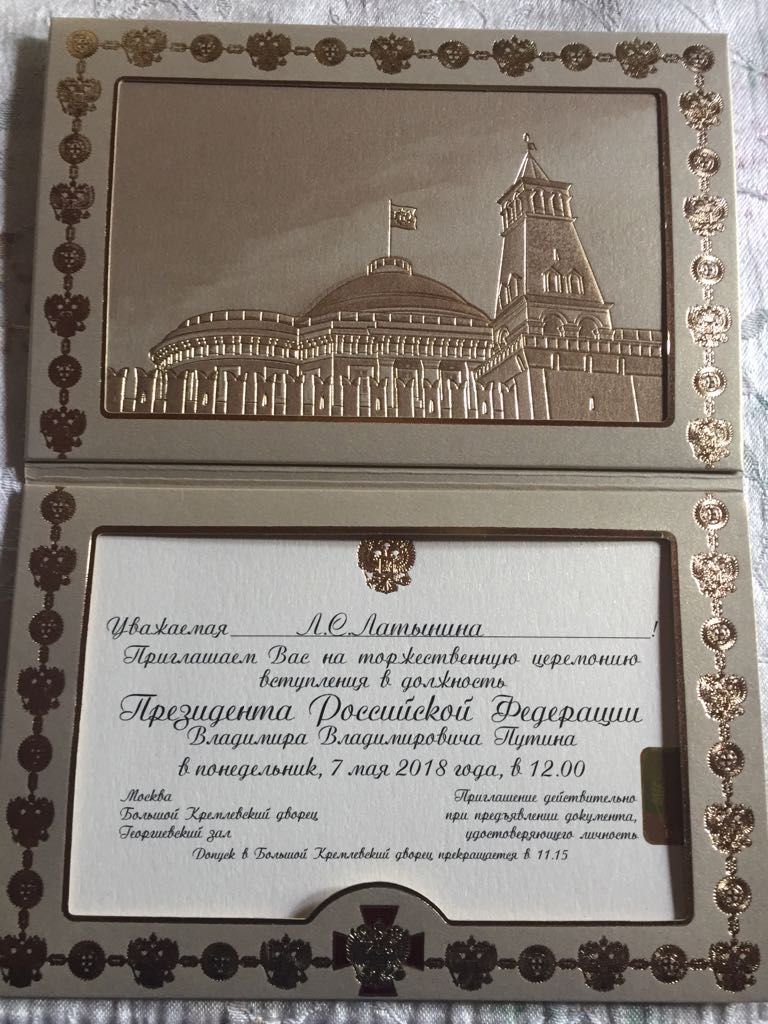 Уважаемая Л.С.Латынина !
Приглашаем Вас на торжественную церемонию
вступления в должность
Президента Российской Федерации
Владимира Владимировича Путина
в понедельник, 7 мая 2018 года, в 12.00
Москва
Большой Кремлевский дворец
Георгиевский зал
Приглашение действительно
при предъявлении документа,
удостоверяющего личность
Допуск в Большой Кремлевский дворец прекращается в 11.15